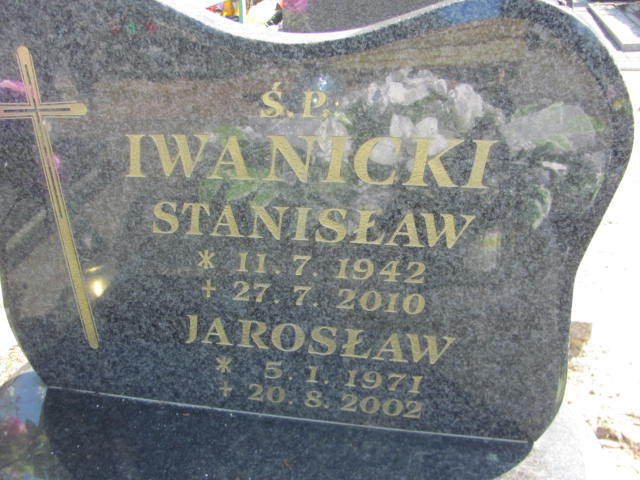 Ś.P.
IWANICKI
STANISŁAW
* 11.7.1942
+ 27.7.2010
JAROSŁAW
* 5.1.1971
+ 20.8.2002